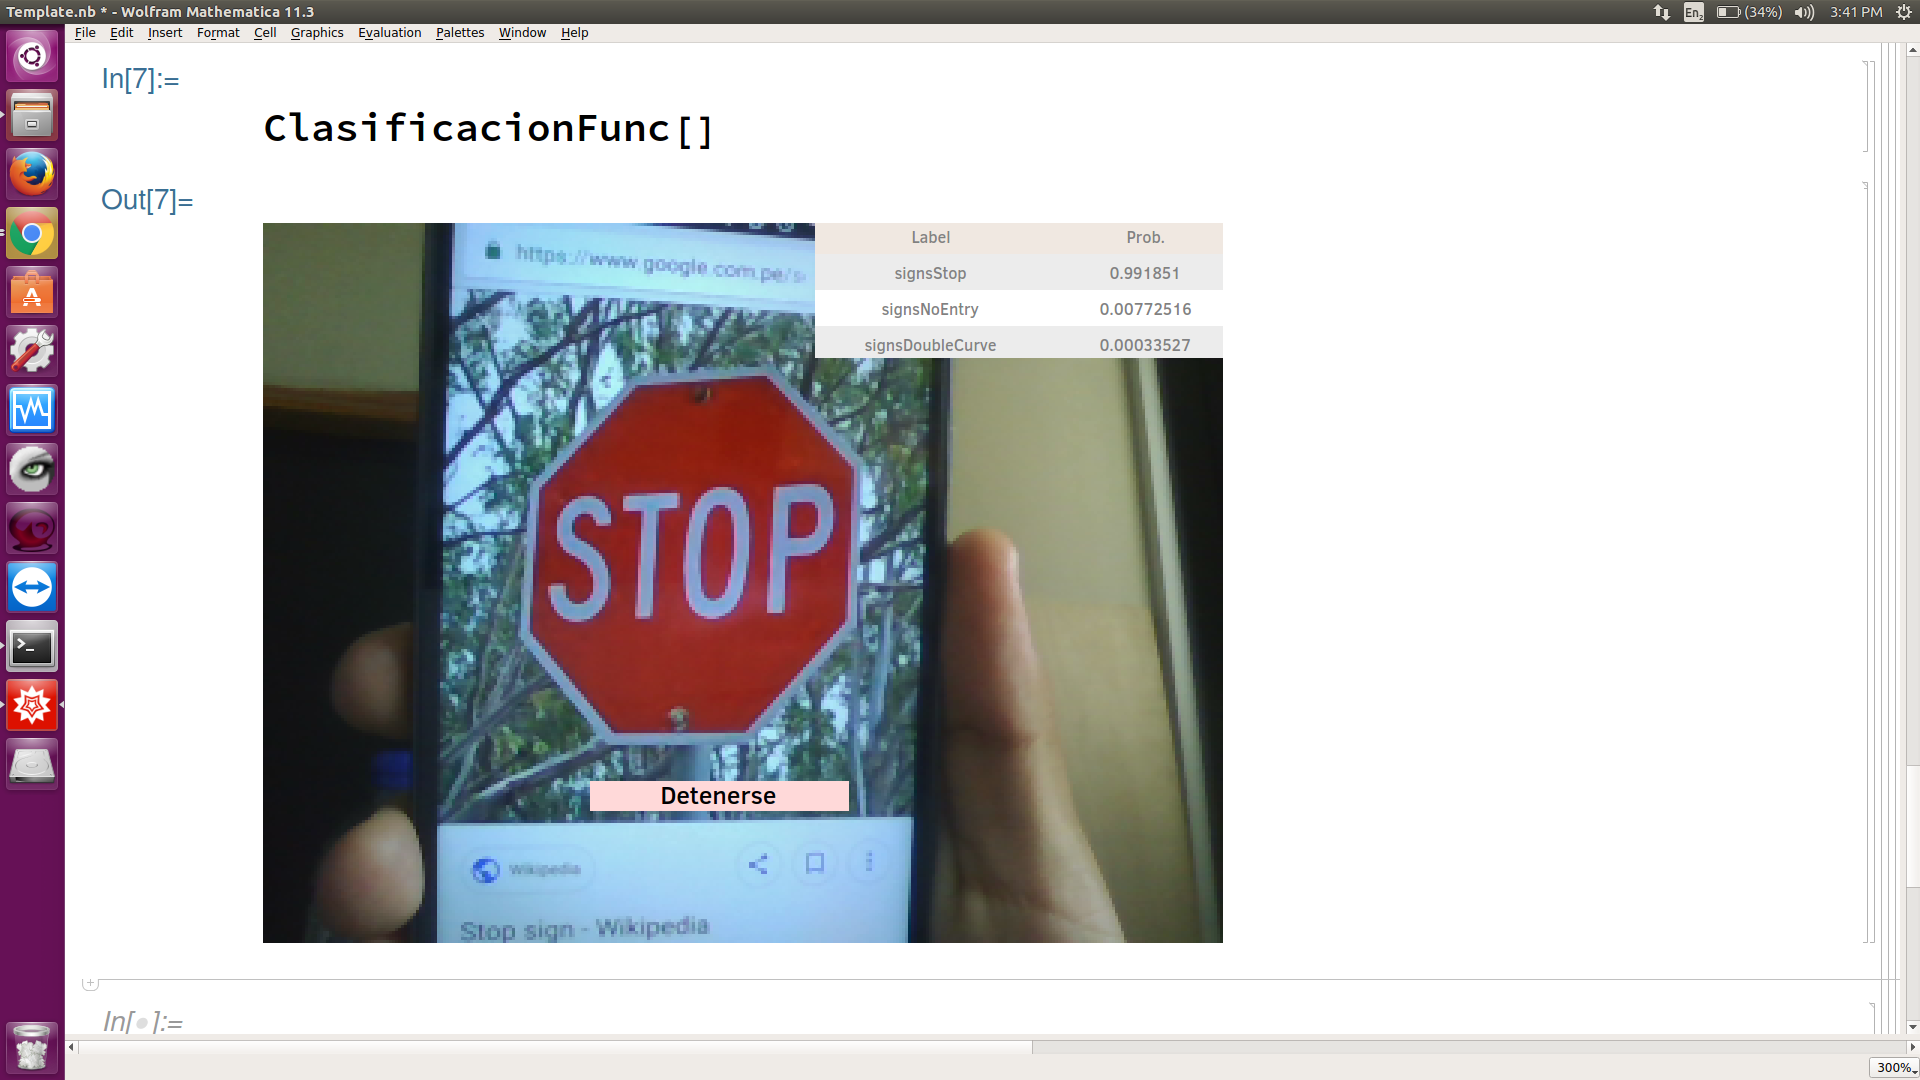 Template.nb * - Wolfram Mathematica 11.3
En2 (34%) 3:41 PM
File Edit Insert Format Cell Graphics Evaluation Palettes Window Help
In[7]:=
ClasificacionFunc[]
Out[7]=
https://www.google.com.pe/s
Label Prob.
signsStop 0.991851
signsNoEntry 0.00772516
signsDoubleCurve 0.00033527
STOP
Detenerse
Wikipedia
Stop sign - Wikipedia
In[•]:=
300%